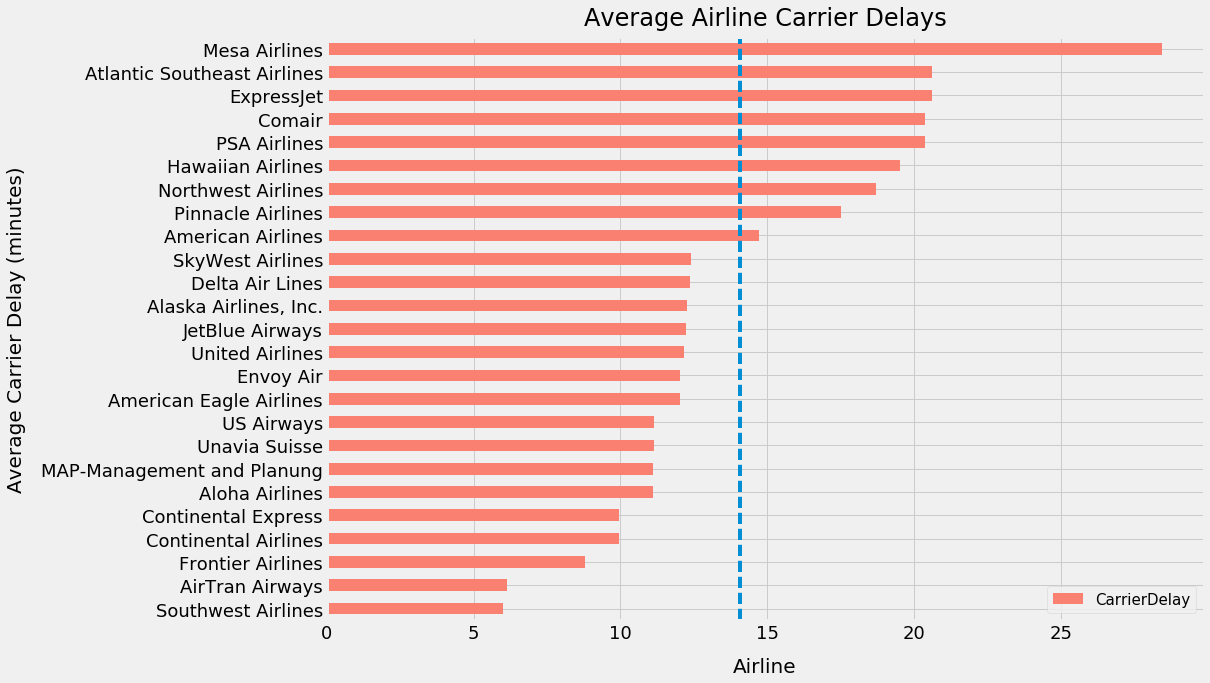 Average Airline Carrier Delays
Average Carrier Delay (minutes)
Mesa Airlines
Atlantic Southeast Airlines
ExpressJet
Comair
PSA Airlines
Hawaiian Airlines
Northwest Airlines
Pinnacle Airlines
American Airlines
SkyWest Airlines
Delta Air Lines
Alaska Airlines, Inc.
JetBlue Airways
United Airlines
Envoy Air
American Eagle Airlines
US Airways
Unavia Suisse
MAP-Management and Planung
Aloha Airlines
Continental Express
Continental Airlines
Frontier Airlines
AirTran Airways
Southwest Airlines
CarrierDelay
0 5 10 15 20 25
Airline